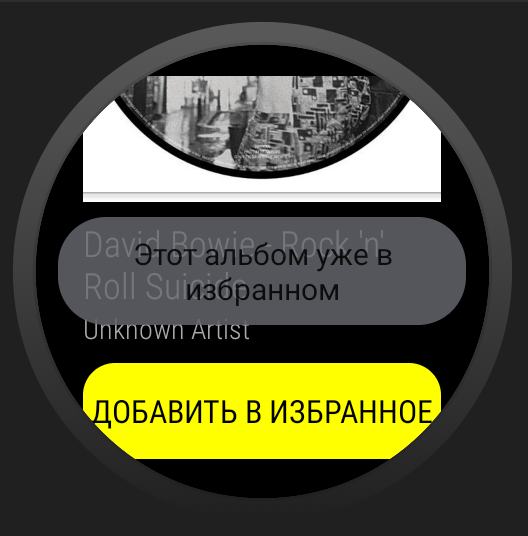 David Bowie - Rock 'n'
Roll Suicide
Этот альбом уже в
избранном
Unknown Artist
ДОБАВИТЬ В ИЗБРАННОЕ